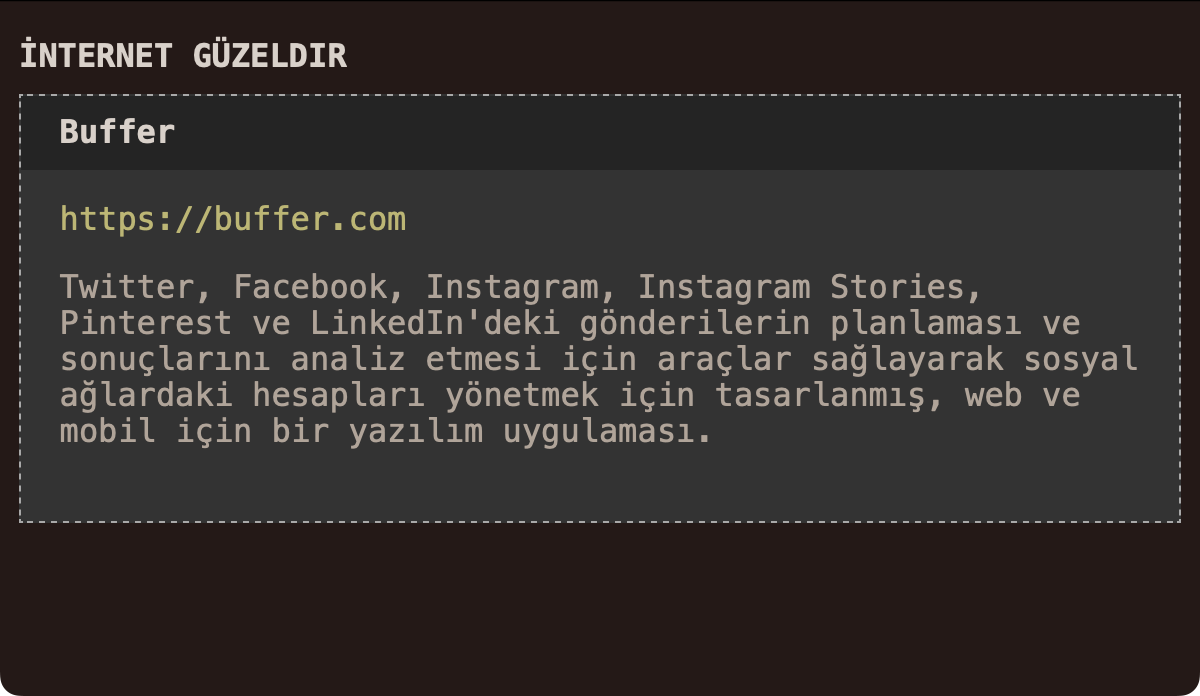 İNTERNET GÜZELDIR
Buffer
https://buffer.com
Twitter, Facebook, Instagram, Instagram Stories,
Pinterest ve LinkedIn'deki gönderilerin planlaması ve
sonuçlarını analiz etmesi için araçlar sağlayarak sosyal
ağlardaki hesapları yönetmek için tasarlanmış, web ve
mobil için bir yazılım uygulaması.